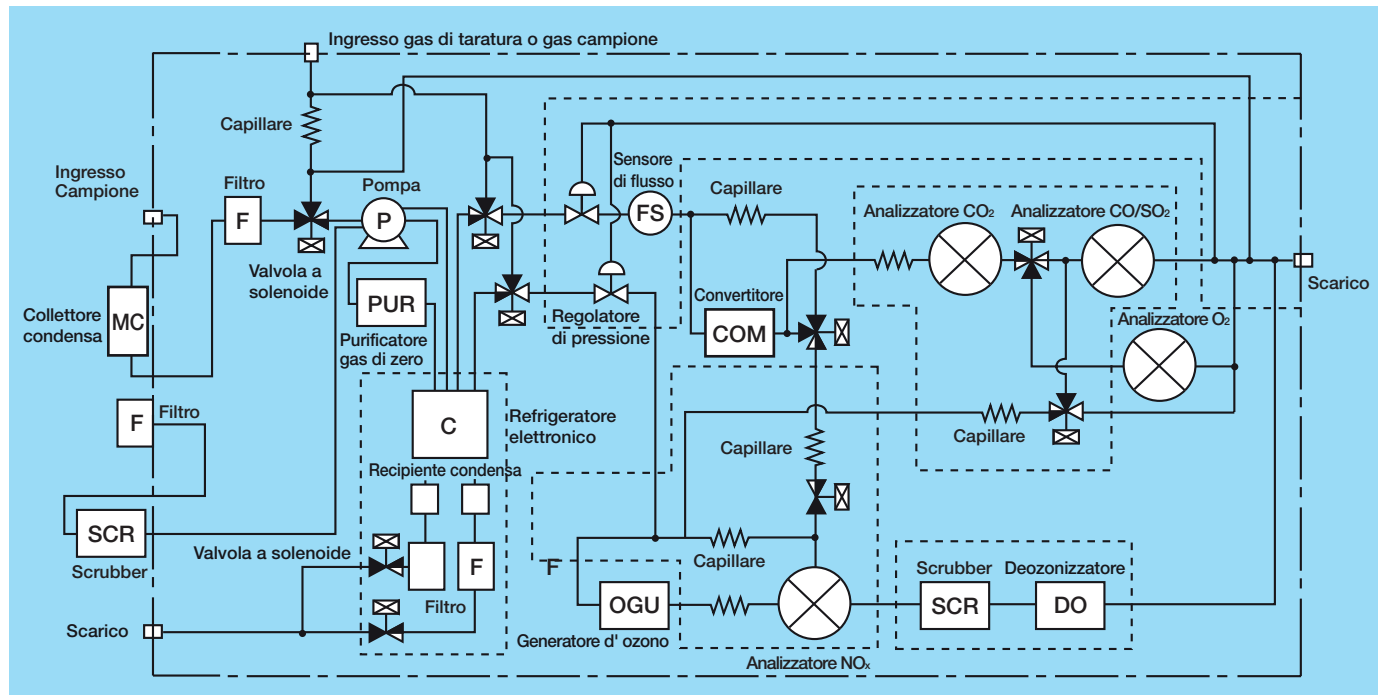 Ingresso gas di taratura o gas campione
Capillare
Ingresso
Campione
Filtro
F
Pompa
P
Valvola a
solenoide
PUR
Purificatore
gas di zero
Collettore
condensa
MC
F
Filtro
SCR
Scrubber
Scarico
Sensore
di flusso
FS
Capillare
Regolatore
di pressione
Convertitore
COM
Analizzatore CO₂
Analizzatore CO/SO₂
Scarico
Analizzatore O₂
Capillare
Capillare
C
Refrigeratore
elettronico
Recipiente condensa
Valvola a solenoide
F
Filtro
F
Capillare
OGU
Generatore d' ozono
Analizzatore NOₓ
Scrubber
SCR
Deozonizzatore
DO